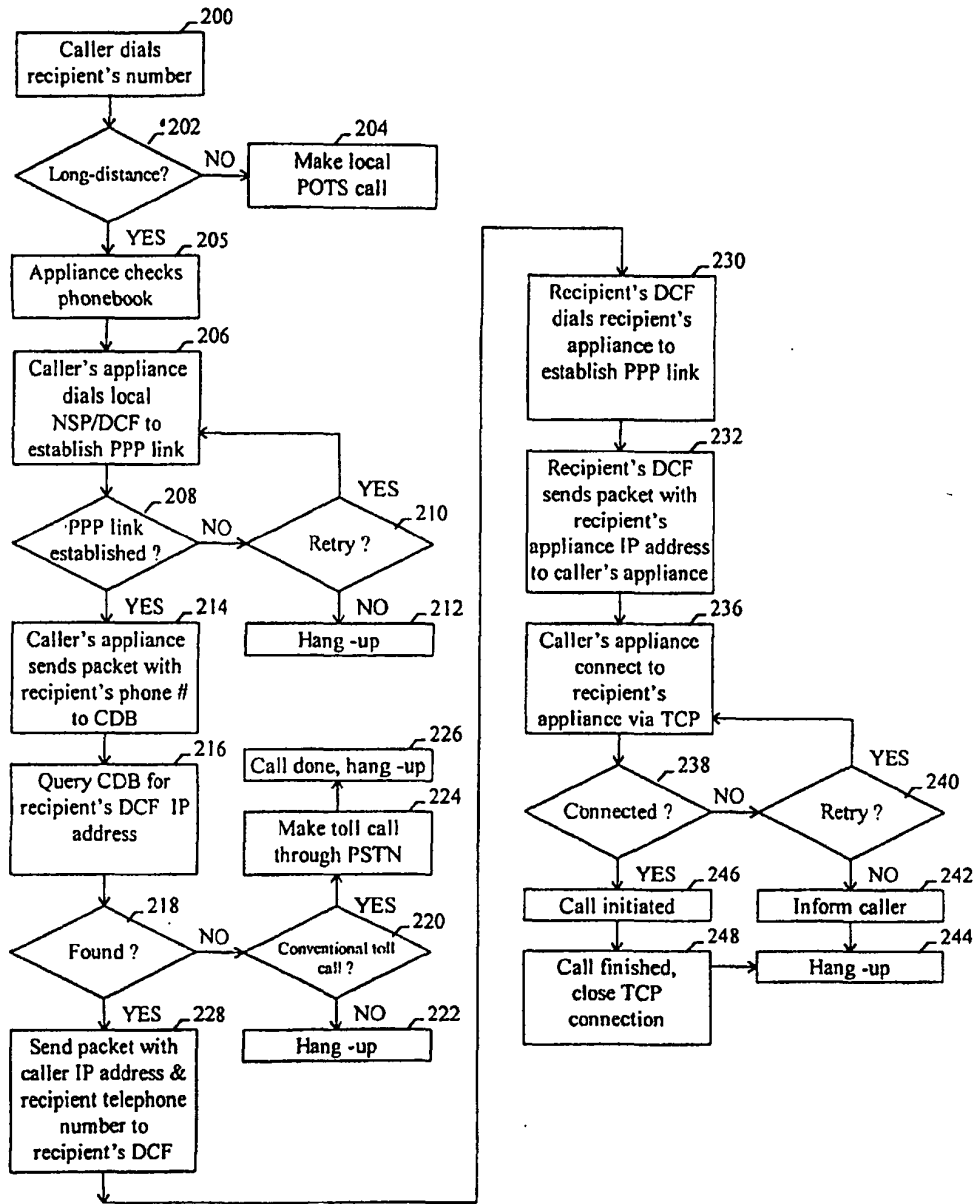 200
Caller dials
recipient's number
202
Long-distance?
NO
204
Make local
POTS call
YES
205
Appliance checks
phonebook
206
Caller's appliance
dials local
NSP/DCF to
establish PPP link
208
PPP link
established ?
NO
YES
210
Retry ?
NO
212
Hang -up
YES
214
Caller's appliance
sends packet with
recipient's phone #
to CDB
216
Query CDB for
recipient's DCF IP
address
218
Found ?
NO
220
Conventional toll
call ?
YES
224
Make toll call
through PSTN
226
Call done, hang -up
NO
222
Hang -up
YES
228
Send packet with
caller IP address &
recipient telephone
number to
recipient's DCF
230
Recipient's DCF
dials recipient's
appliance to
establish PPP link
232
Recipient's DCF
sends packet with
recipient's
appliance IP address
to caller's appliance
236
Caller's appliance
connect to
recipient's
appliance via TCP
238
Connected ?
NO
YES
240
Retry ?
NO
242
Inform caller
244
Hang -up
YES
246
Call initiated
248
Call finished,
close TCP
connection